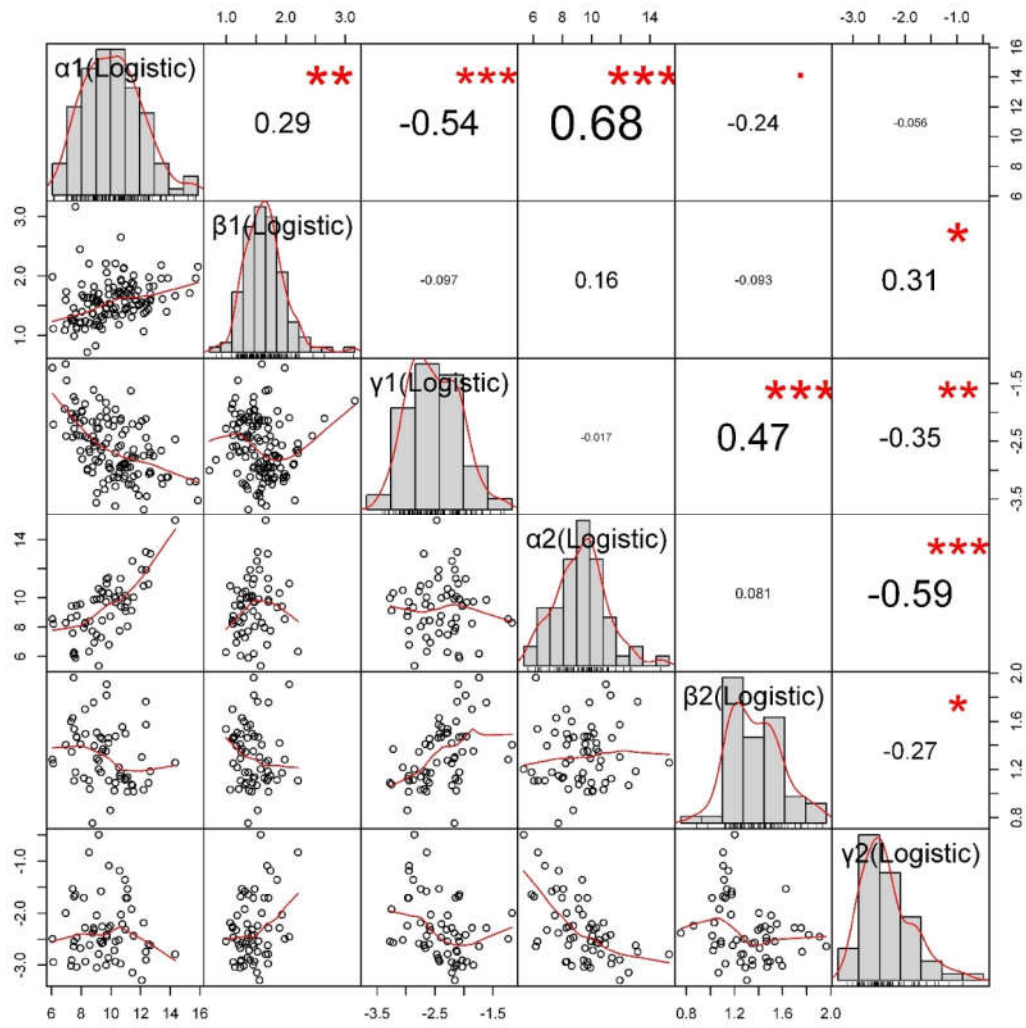 1.0 2.0 3.0 6 8 10 14 -3.0 -2.0 -1.0
α1(Logistic) ** *** *** .
0.29 -0.54 0.68 -0.24 -0.056
6 8 10 12 14 16
β1(Logistic) *
-0.097 0.16 -0.093 0.31
1.0 2.0 3.0
γ1(Logistic) *** **
-0.017 0.47 -0.35
-3.5 -2.5 -1.5
α2(Logistic) ***
0.081 -0.59
6 8 10 14
β2(Logistic) *
-0.27
0.8 1.2 1.6 2.0
γ2(Logistic)
-3.0 -2.0 -1.0
6 8 10 12 14 16 -3.5 -2.5 -1.5 0.8 1.2 1.6 2.0